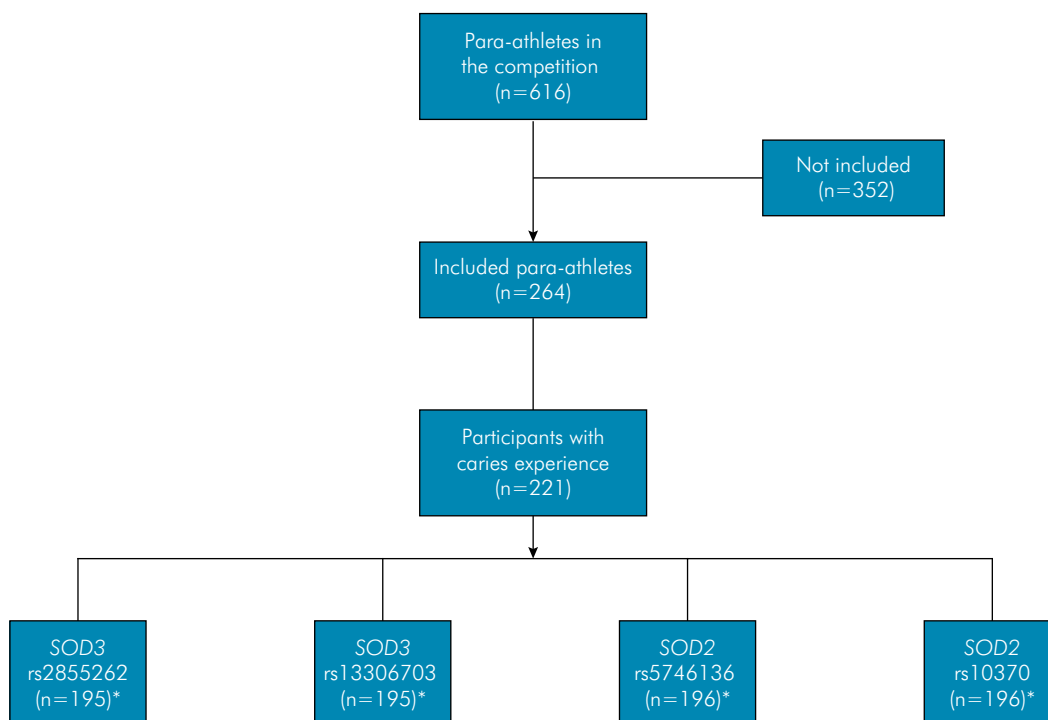 Para-athletes in
the competition
(n=616)
Not included
(n=352)
Included para-athletes
(n=264)
Participants with
caries experience
(n=221)
SOD3
rs2855262
(n=195)*
SOD3
rs13306703
(n=195)*
SOD2
rs5746136
(n=196)*
SOD2
rs10370
(n=196)*